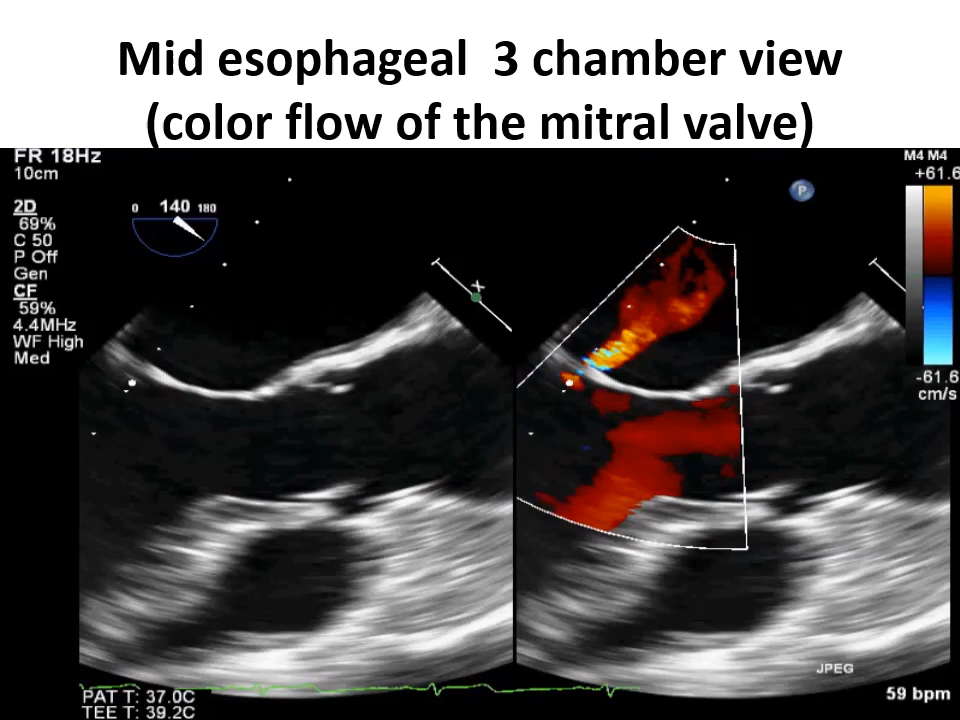 Mid esophageal 3 chamber view
(color flow of the mitral valve)
FR 18Hz
10cm
2D
69%
C 50
P Off
Gen
CF
59%
4.4MHz
WF High
Med
0 140 180
P
X
M4 M4
+61.6
-61.6
cm/s
JPEG
PAT T: 37.0C
TEE T: 39.2C
59 bpm